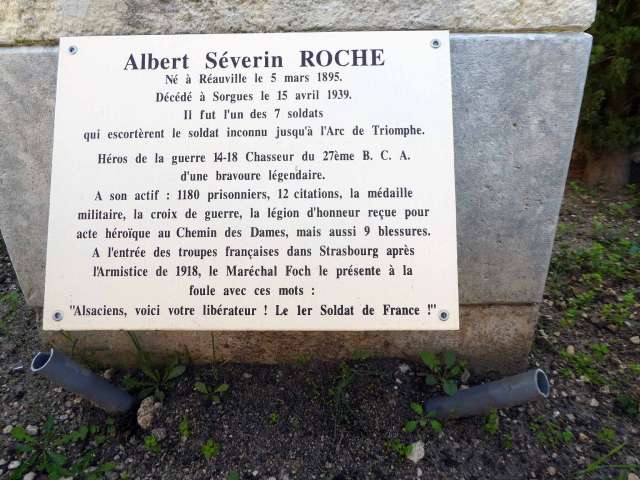 Albert Séverin ROCHE
Né à Réauville le 5 mars 1895.
Décédé à Sorgues le 15 avril 1939.
Il fut l'un des 7 soldats
qui escortèrent le soldat inconnu jusqu'à l'Arc de Triomphe.
Héros de la guerre 14-18 Chasseur du 27ème B. C. A.
d'une bravoure légendaire.
A son actif : 1180 prisonniers, 12 citations, la médaille
militaire, la croix de guerre, la légion d'honneur reçue pour
acte héroïque au Chemin des Dames, mais aussi 9 blessures.
A l'entrée des troupes françaises dans Strasbourg après
l'Armistice de 1918, le Maréchal Foch le présente à la
foule avec ces mots :
"Alsaciens, voici votre libérateur ! Le 1er Soldat de France !"